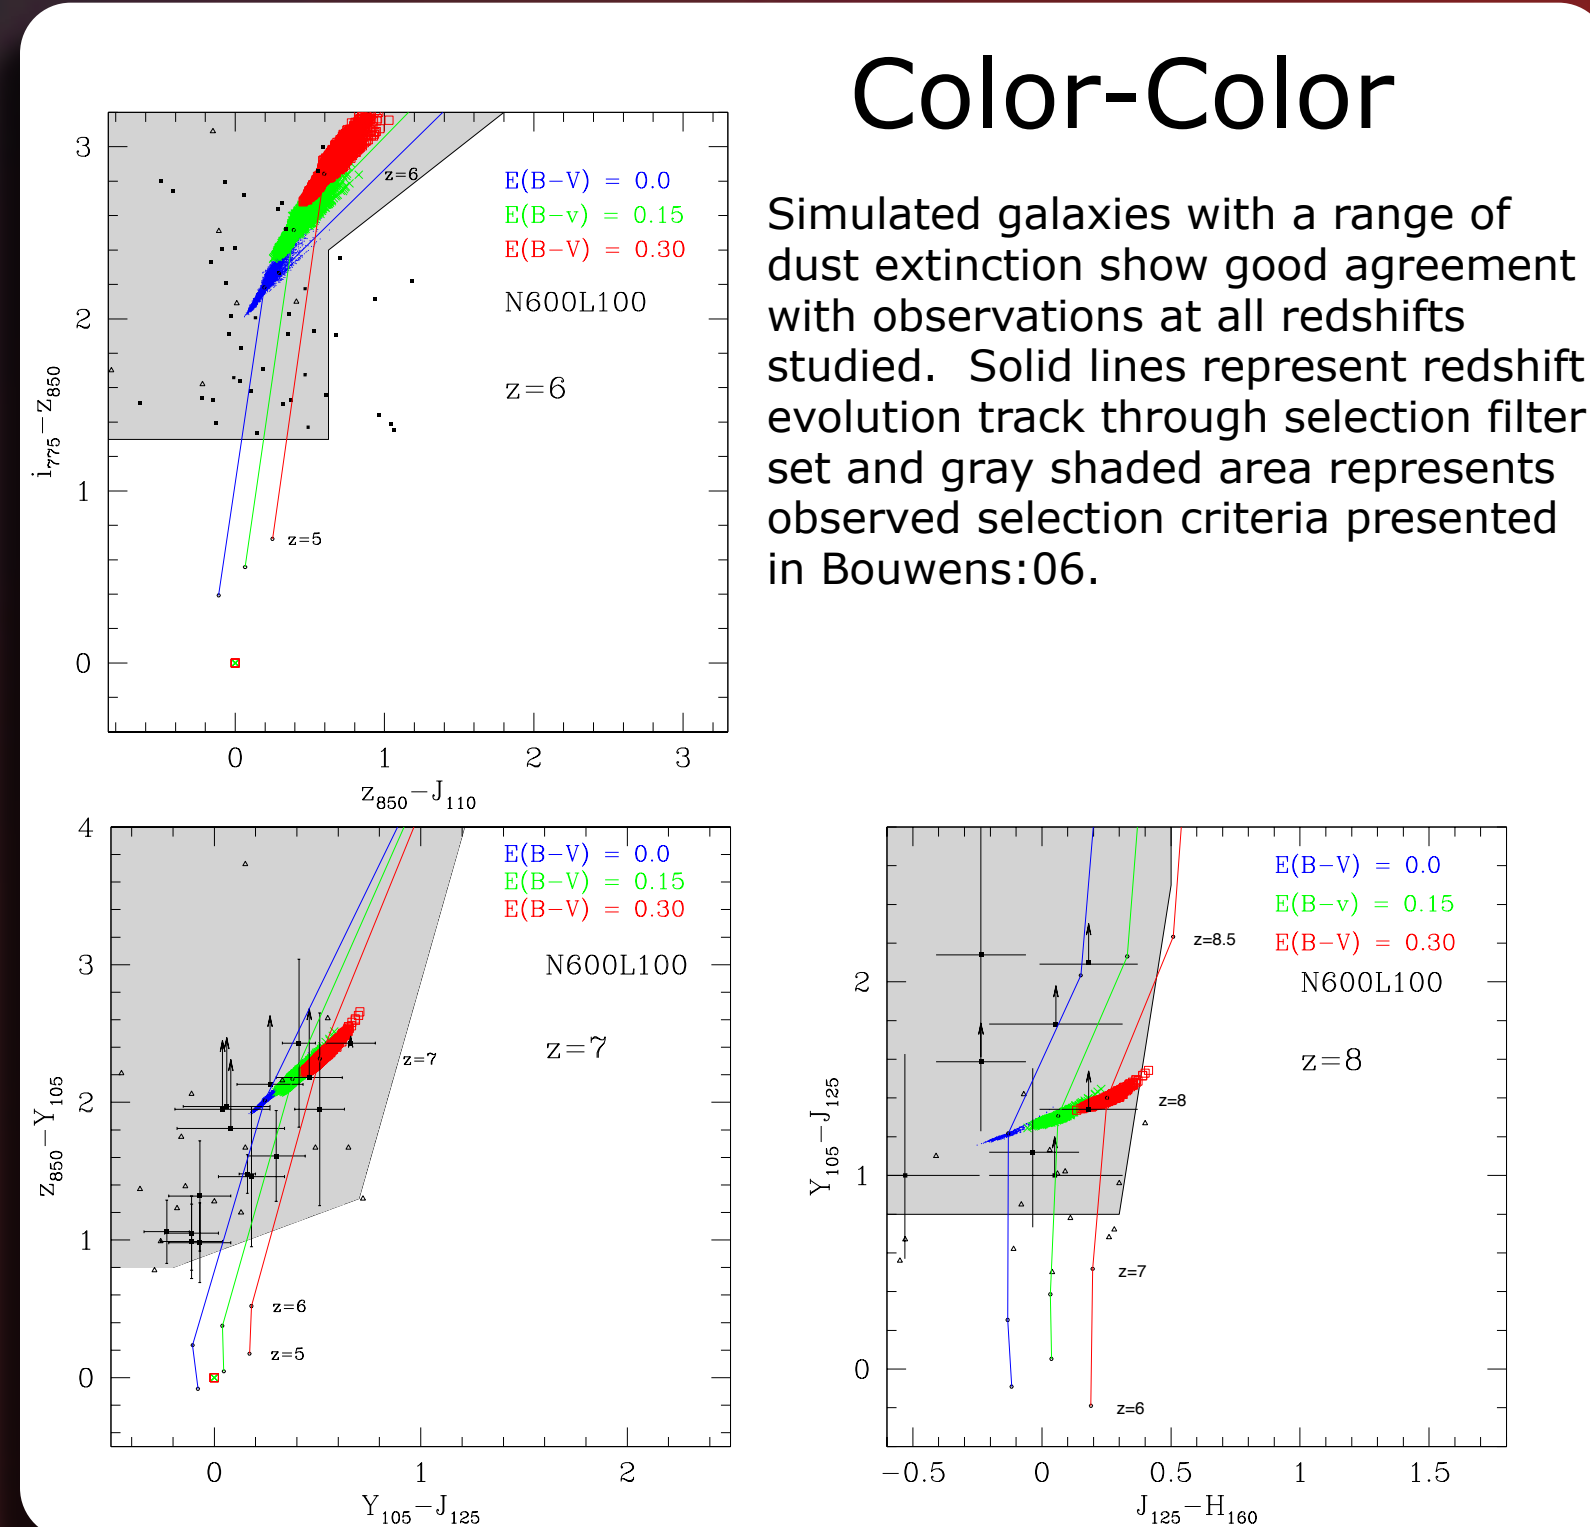 Color-Color
Simulated galaxies with a range of
dust extinction show good agreement
with observations at all redshifts
studied.  Solid lines represent redshift
evolution track through selection filter
set and gray shaded area represents
observed selection criteria presented
in Bouwens:06.
3
2
1
0
i775−z850
E(B−V) = 0.0
E(B−v) = 0.15
E(B−V) = 0.30
N600L100
z=6
z=6
z=5
0 1 2 3
z850−J110
4
3
2
1
0
z850−Y105
E(B−V) = 0.0
E(B−V) = 0.15
E(B−V) = 0.30
N600L100
z=7
z=7
z=6
z=5
0 1 2
Y105−J125
2
1
0
Y105−J125
E(B−V) = 0.0
E(B−v) = 0.15
E(B−V) = 0.30
N600L100
z=8
z=8.5
z=8
z=7
z=6
−0.5 0 0.5 1 1.5
J125−H160